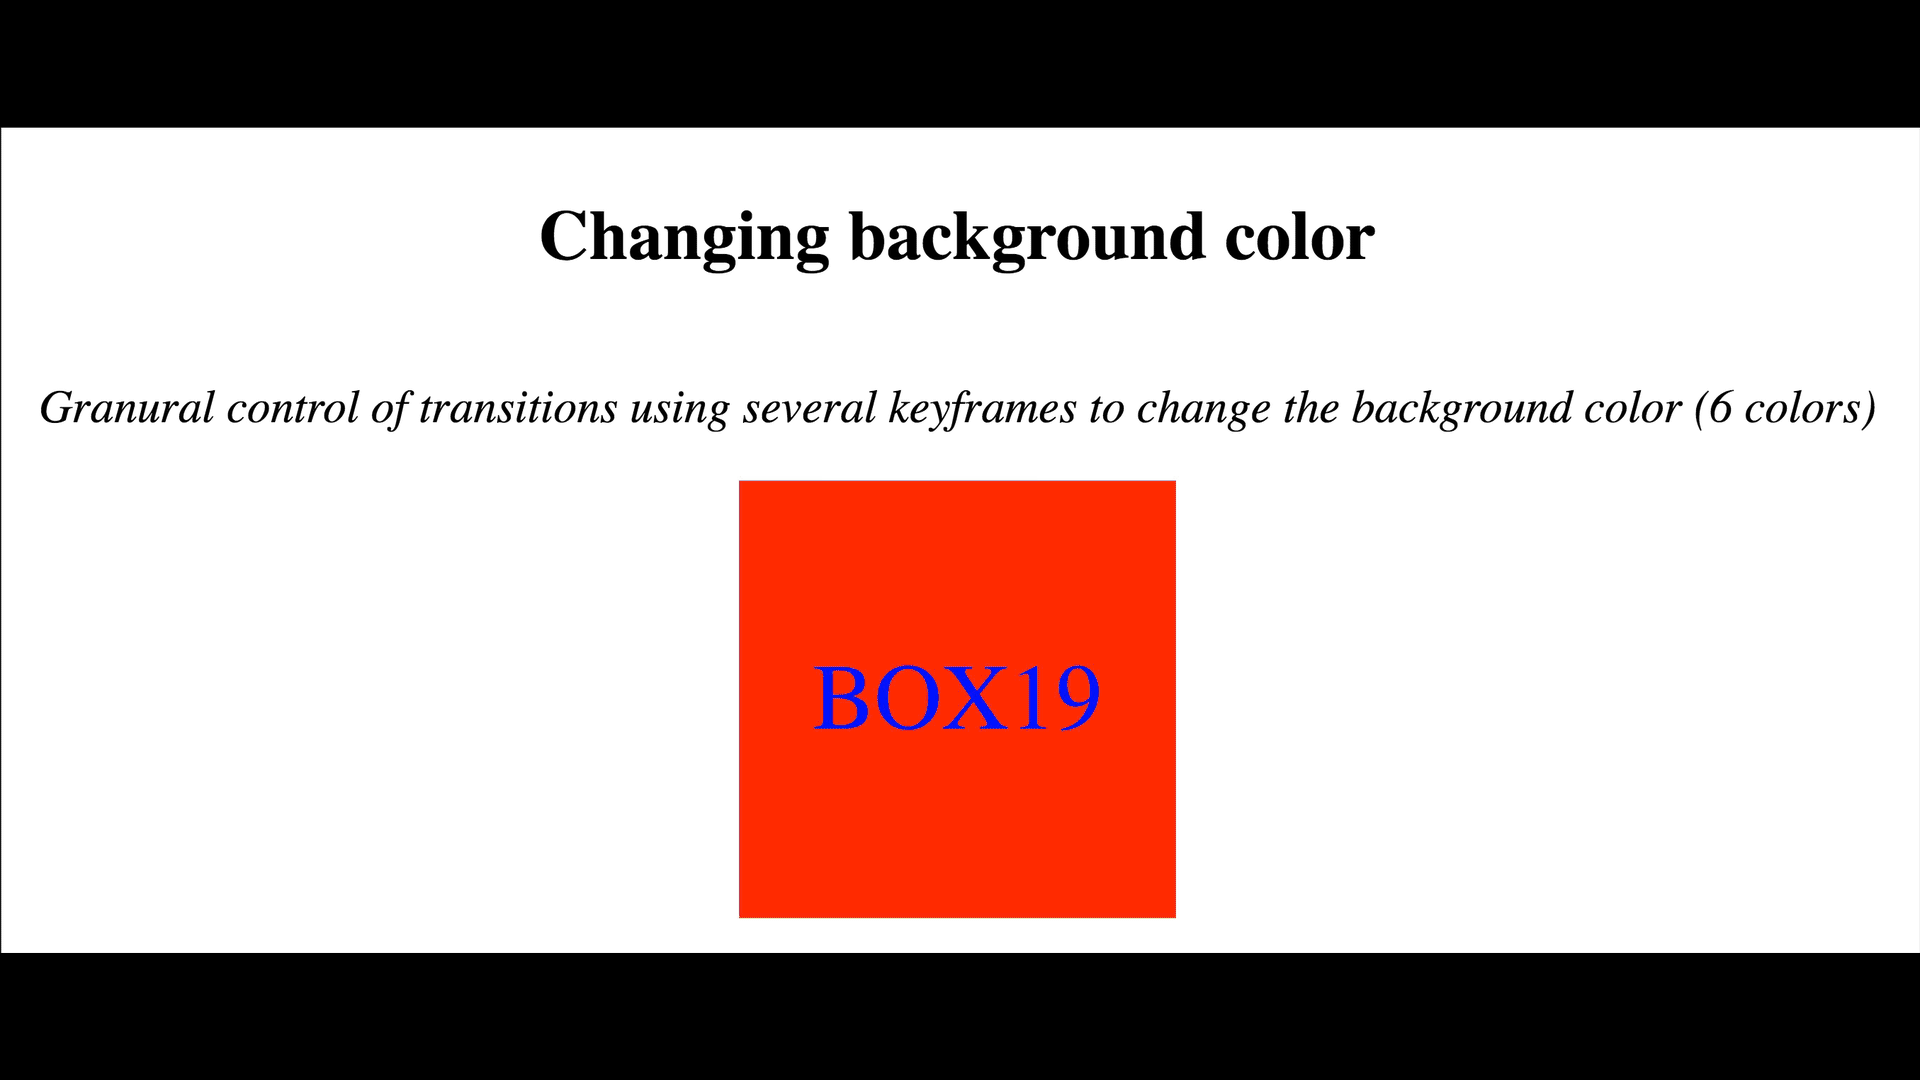 Changing background color
Granural control of transitions using several keyframes to change the background color (6 colors)
BOX19